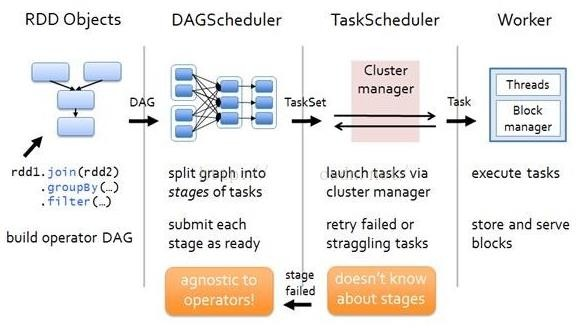 RDD Objects
DAGScheduler
TaskScheduler
Worker
DAG
TaskSet
Cluster
manager
Task
Threads
Block
manager
rdd1.join(rdd2)
.groupBy(…)
.filter(…)
build operator DAG
split graph into
stages of tasks
submit each
stage as ready
launch tasks via
cluster manager
retry failed or
straggling tasks
execute tasks
store and serve
blocks
agnostic to
operators!
stage
failed
doesn't know
about stages